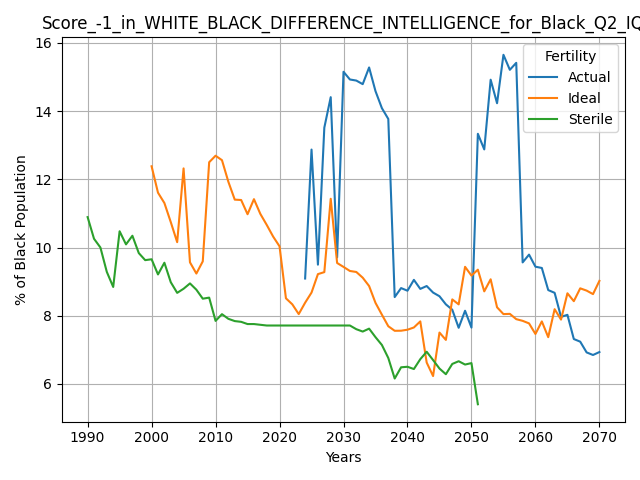 Score_-1_in_WHITE_BLACK_DIFFERENCE_INTELLIGENCE_for_Black_Q2_IQ
Fertility
Actual
Ideal
Sterile
% of Black Population
16
14
12
10
8
6
1990 2000 2010 2020 2030 2040 2050 2060 2070
Years